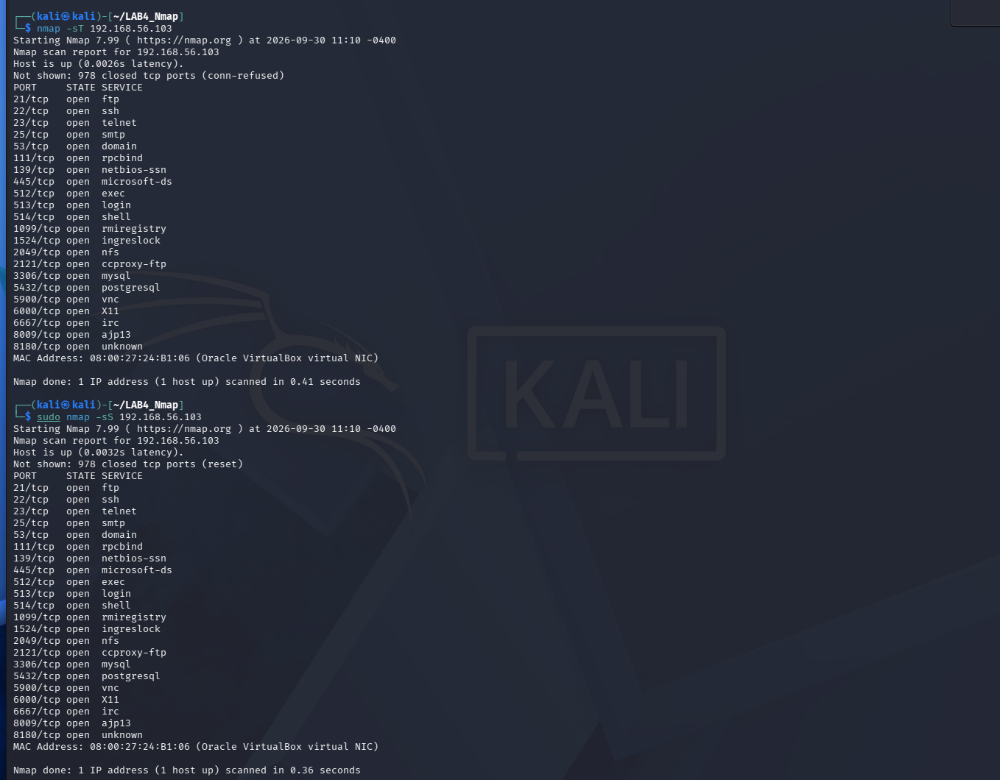 ┌──(kali㉿kali)-[~/LAB4_Nmap]
└─$ nmap -sT 192.168.56.103
Starting Nmap 7.99 ( https://nmap.org ) at 2026-09-30 11:10 -0400
Nmap scan report for 192.168.56.103
Host is up (0.0026s latency).
Not shown: 978 closed tcp ports (conn-refused)
PORT     STATE SERVICE
21/tcp   open  ftp
22/tcp   open  ssh
23/tcp   open  telnet
25/tcp   open  smtp
53/tcp   open  domain
111/tcp  open  rpcbind
139/tcp  open  netbios-ssn
445/tcp  open  microsoft-ds
512/tcp  open  exec
513/tcp  open  login
514/tcp  open  shell
1099/tcp open  rmiregistry
1524/tcp open  ingreslock
2049/tcp open  nfs
2121/tcp open  ccproxy-ftp
3306/tcp open  mysql
5432/tcp open  postgresql
5900/tcp open  vnc
6000/tcp open  X11
6667/tcp open  irc
8009/tcp open  ajp13
8180/tcp open  unknown
MAC Address: 08:00:27:24:B1:06 (Oracle VirtualBox virtual NIC)

Nmap done: 1 IP address (1 host up) scanned in 0.41 seconds

┌──(kali㉿kali)-[~/LAB4_Nmap]
└─$ sudo nmap -sS 192.168.56.103
Starting Nmap 7.99 ( https://nmap.org ) at 2026-09-30 11:10 -0400
Nmap scan report for 192.168.56.103
Host is up (0.0032s latency).
Not shown: 978 closed tcp ports (reset)
PORT     STATE SERVICE
21/tcp   open  ftp
22/tcp   open  ssh
23/tcp   open  telnet
25/tcp   open  smtp
53/tcp   open  domain
111/tcp  open  rpcbind
139/tcp  open  netbios-ssn
445/tcp  open  microsoft-ds
512/tcp  open  exec
513/tcp  open  login
514/tcp  open  shell
1099/tcp open  rmiregistry
1524/tcp open  ingreslock
2049/tcp open  nfs
2121/tcp open  ccproxy-ftp
3306/tcp open  mysql
5432/tcp open  postgresql
5900/tcp open  vnc
6000/tcp open  X11
6667/tcp open  irc
8009/tcp open  ajp13
8180/tcp open  unknown
MAC Address: 08:00:27:24:B1:06 (Oracle VirtualBox virtual NIC)

Nmap done: 1 IP address (1 host up) scanned in 0.36 seconds
KALI